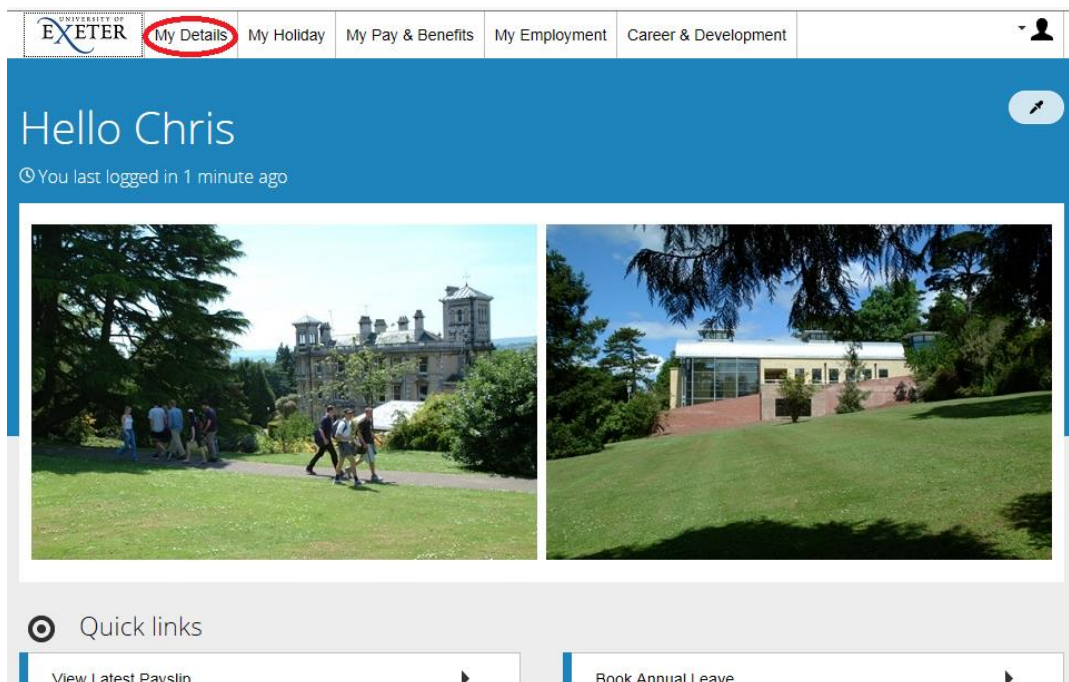 UNIVERSITY OF
EXETER
My Details
My Holiday
My Pay & Benefits
My Employment
Career & Development
Hello Chris
You last logged in 1 minute ago
Quick links
View Latest Payslip
Book Annual Leave